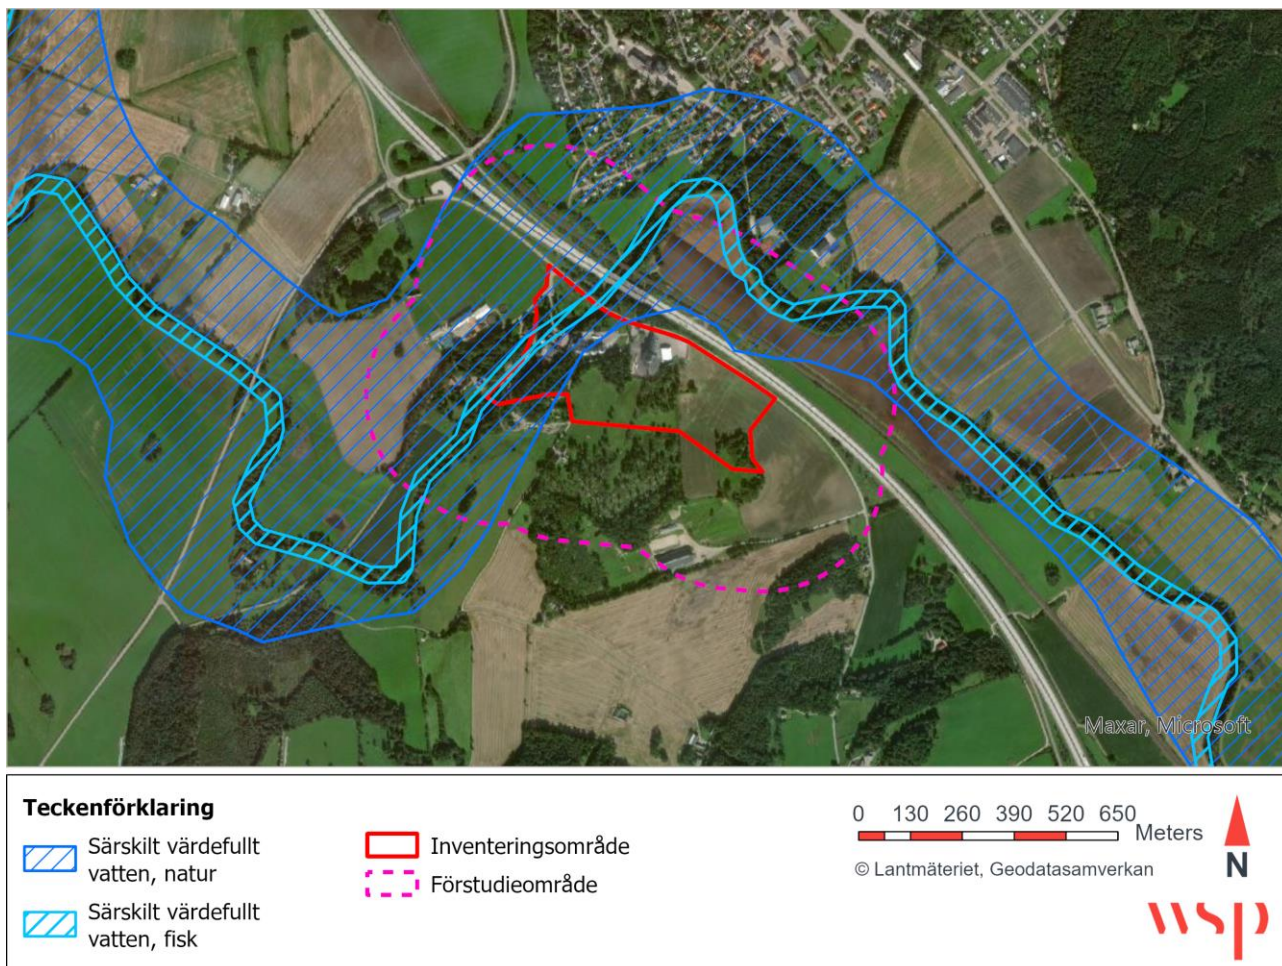 Maxar, Microsoft
Teckenförklaring
Särskilt värdefullt
vatten, natur
Särskilt värdefullt
vatten, fisk
Inventeringsområde
Förstudieområde
0 130 260 390 520 650
Meters
© Lantmäteriet, Geodatasamverkan
N
wsp